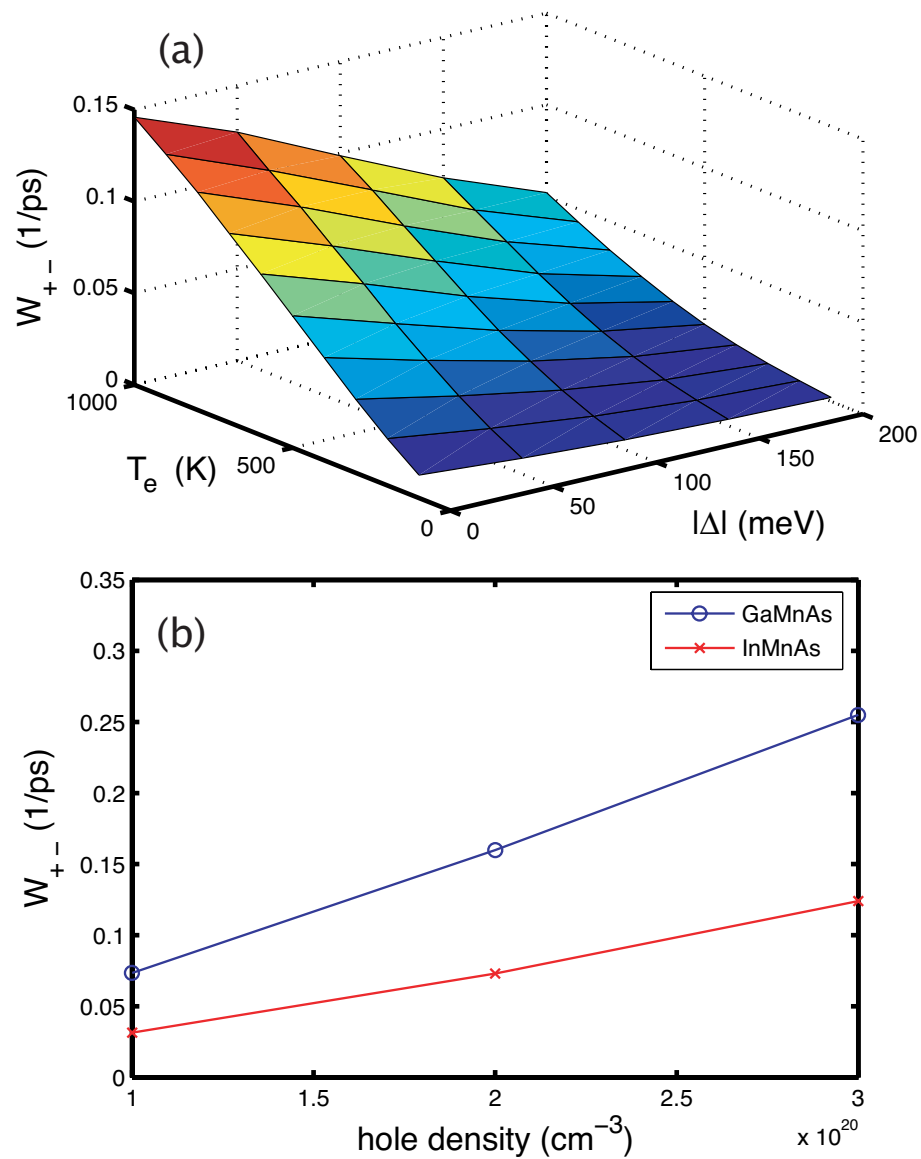 (a)
0.15
0.1
0.05
0
W+− (1/ps)
1000
500
0
T_e (K)
0
50
100
150
200
|Δ| (meV)
(b)
0.35
0.3
0.25
0.2
0.15
0.1
0.05
0
W+− (1/ps)
GaMnAs
InMnAs
1
1.5
2
2.5
3
x 10^20
hole density (cm^−3)